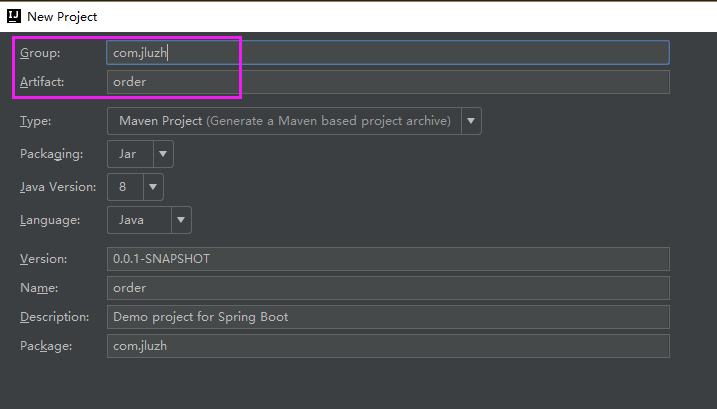 IJ New Project
Group: com.jluzh
Artifact: order
Type: Maven Project (Generate a Maven based project archive)
Packaging: Jar
Java Version: 8
Language: Java
Version: 0.0.1-SNAPSHOT
Name: order
Description: Demo project for Spring Boot
Package: com.jluzh